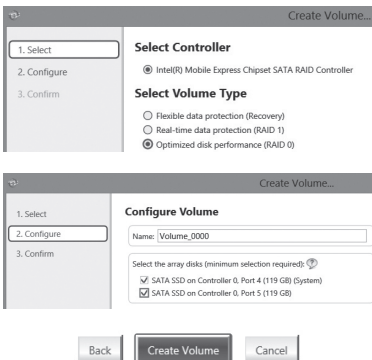 Create Volume...
1. Select
2. Configure
3. Confirm
Select Controller
Intel(R) Mobile Express Chipset SATA RAID Controller
Select Volume Type
Flexible data protection (Recovery)
Real-time data protection (RAID 1)
Optimized disk performance (RAID 0)
Create Volume...
1. Select
2. Configure
3. Confirm
Configure Volume
Name: Volume_0000
Select the array disks (minimum selection required): ?
SATA SSD on Controller 0, Port 4 (119 GB) (System)
SATA SSD on Controller 0, Port 5 (119 GB)
Back Create Volume Cancel